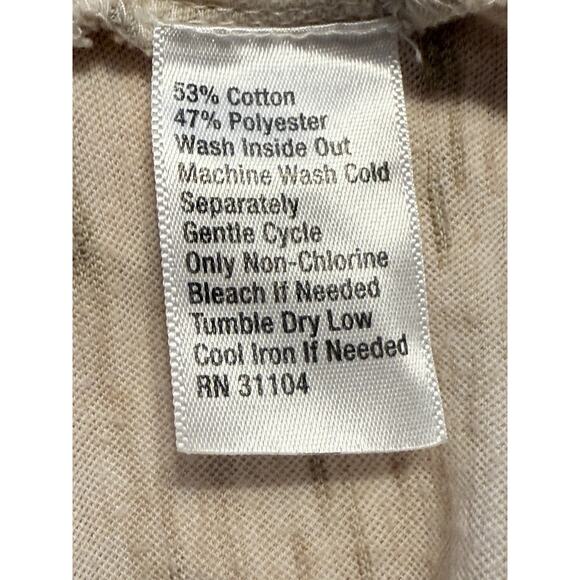 53% Cotton
47% Polyester
Wash Inside Out
Machine Wash Cold
Separately
Gentle Cycle
Only Non-Chlorine
Bleach If Needed
Tumble Dry Low
Cool Iron If Needed
RN 31104